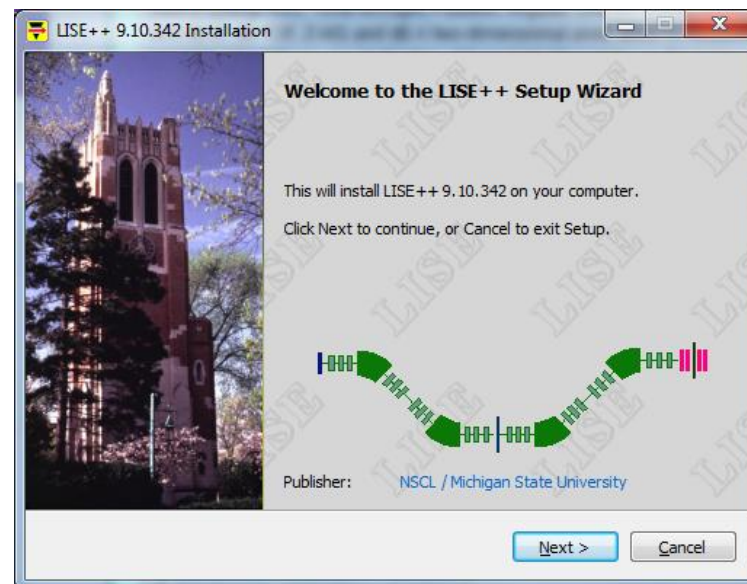 LISE++ 9.10.342 Installation
Welcome to the LISE++ Setup Wizard
This will install LISE++ 9.10.342 on your computer.
Click Next to continue, or Cancel to exit Setup.
Publisher: NSCL / Michigan State University
Next > Cancel
LISE